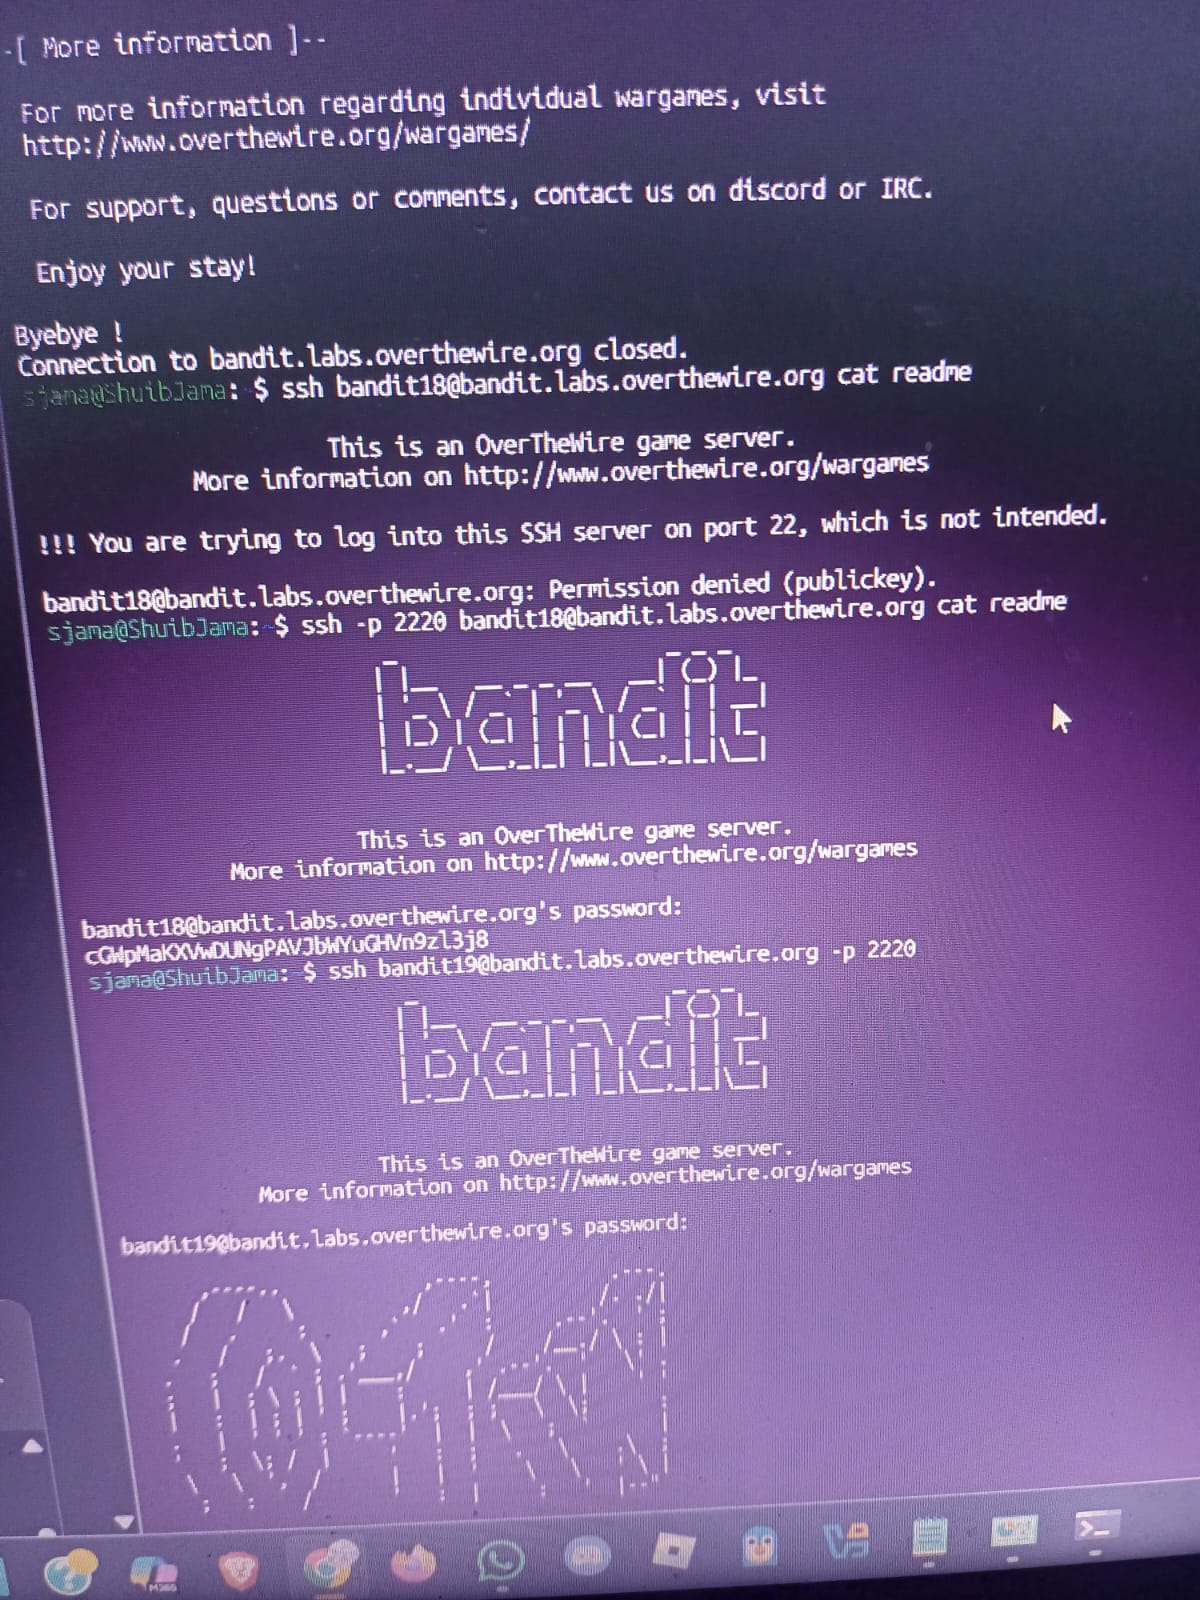 -[ More information ]--
For more information regarding individual wargames, visit
http://www.overthewire.org/wargames/
For support, questions or comments, contact us on discord or IRC.
Enjoy your stay!
Byebye !
Connection to bandit.labs.overthewire.org closed.
sjama@ShuibJama:~$ ssh bandit18@bandit.labs.overthewire.org cat readme
This is an OverTheWire game server.
More information on http://www.overthewire.org/wargames
!!! You are trying to log into this SSH server on port 22, which is not intended.
bandit18@bandit.labs.overthewire.org: Permission denied (publickey).
sjama@ShuibJama:~$ ssh -p 2220 bandit18@bandit.labs.overthewire.org cat readme
bandit
This is an OverTheWire game server.
More information on http://www.overthewire.org/wargames
bandit18@bandit.labs.overthewire.org's password:
cGWpMaKXVwDUNgPAVJbWYuGHVn9zl3j8
sjama@ShuibJama:~$ ssh bandit19@bandit.labs.overthewire.org -p 2220
bandit
This is an OverTheWire game server.
More information on http://www.overthewire.org/wargames
bandit19@bandit.labs.overthewire.org's password:
M365